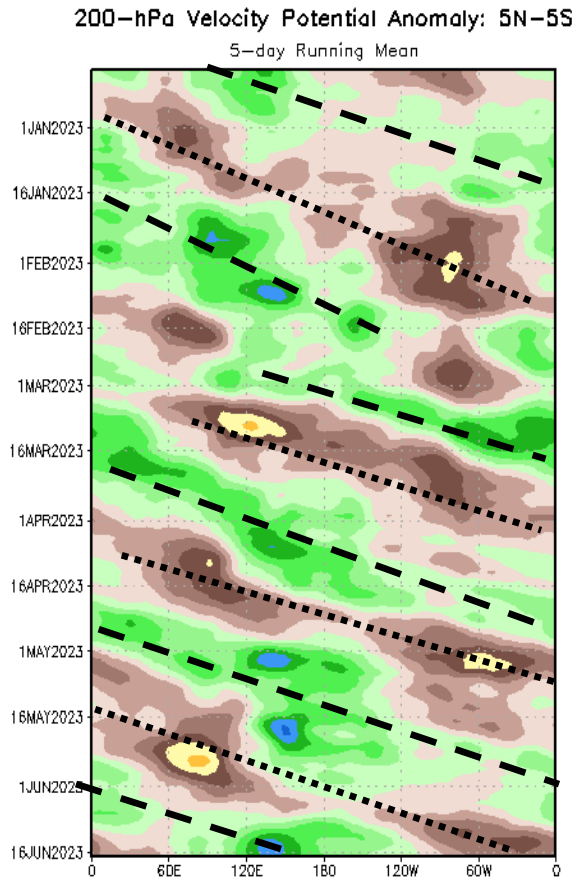 200-hPa Velocity Potential Anomaly: 5N-5S
5-day Running Mean
1JAN2023
16JAN2023
1FEB2023
16FEB2023
1MAR2023
16MAR2023
1APR2023
16APR2023
1MAY2023
16MAY2023
1JUN2023
16JUN2023
0 60E 120E 180 120W 60W 0